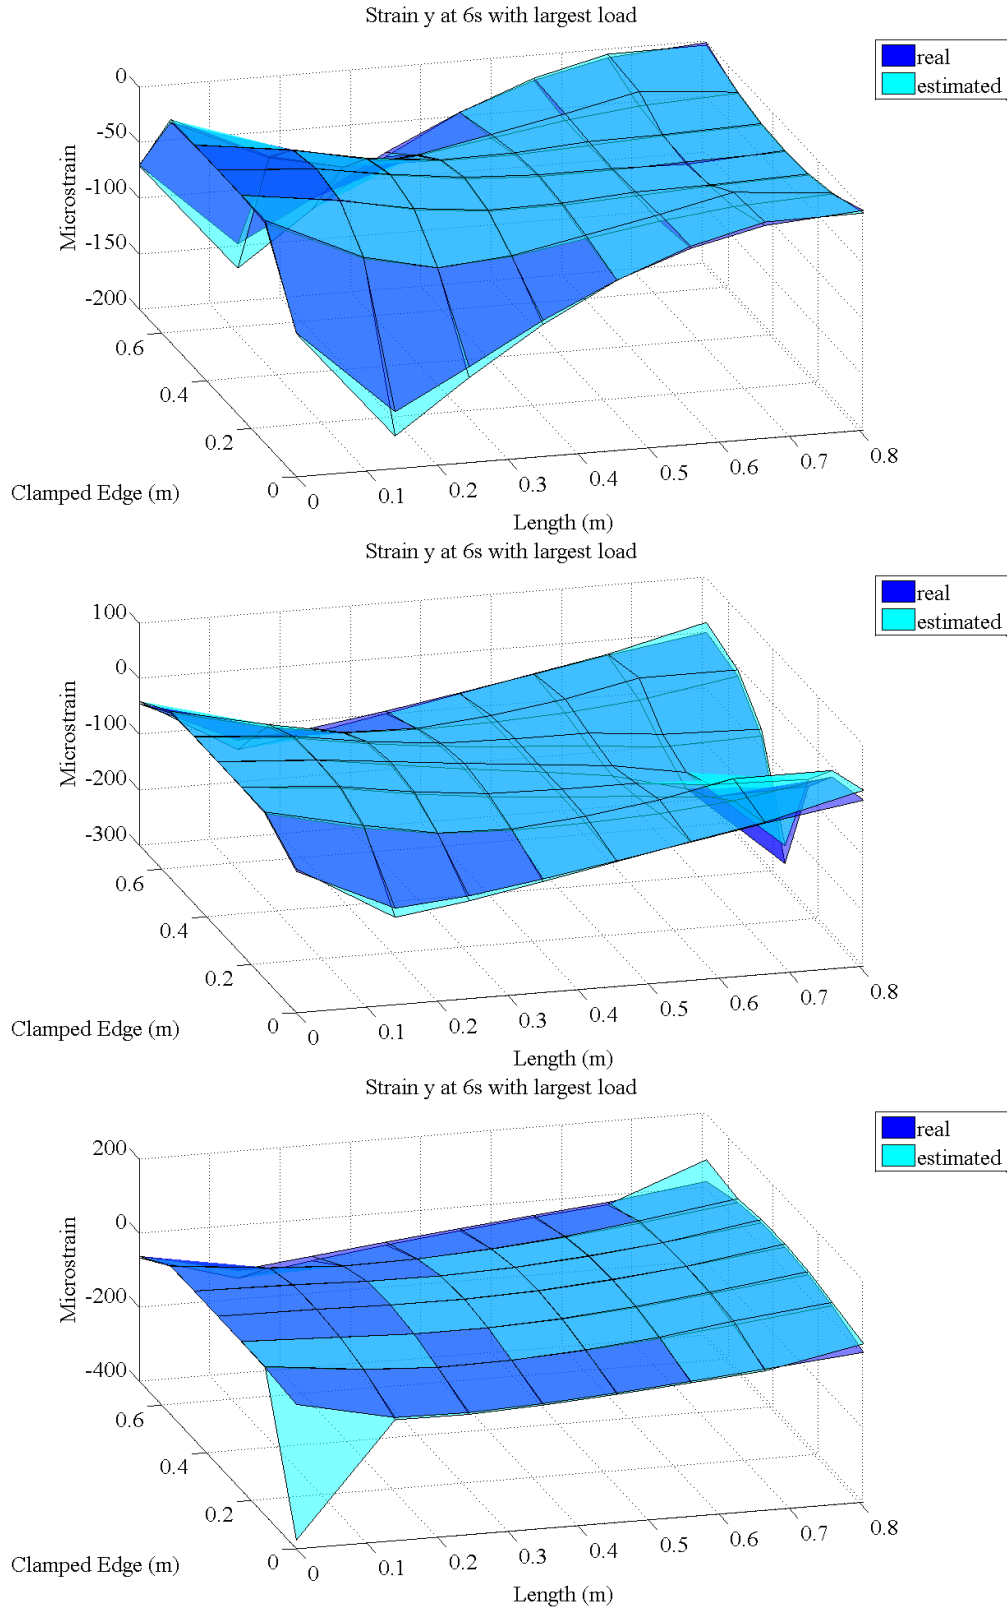 Strain y at 6s with largest load
real
estimated
0
-50
-100
-150
-200
Microstrain
0.6
0.4
0.2
0
Clamped Edge (m)
0
0.1
0.2
0.3
0.4
0.5
0.6
0.7
0.8
Length (m)
Strain y at 6s with largest load
real
estimated
100
0
-100
-200
-300
Microstrain
0.6
0.4
0.2
0
Clamped Edge (m)
0
0.1
0.2
0.3
0.4
0.5
0.6
0.7
0.8
Length (m)
Strain y at 6s with largest load
real
estimated
200
0
-200
-400
Microstrain
0.6
0.4
0.2
0
Clamped Edge (m)
0
0.1
0.2
0.3
0.4
0.5
0.6
0.7
0.8
Length (m)